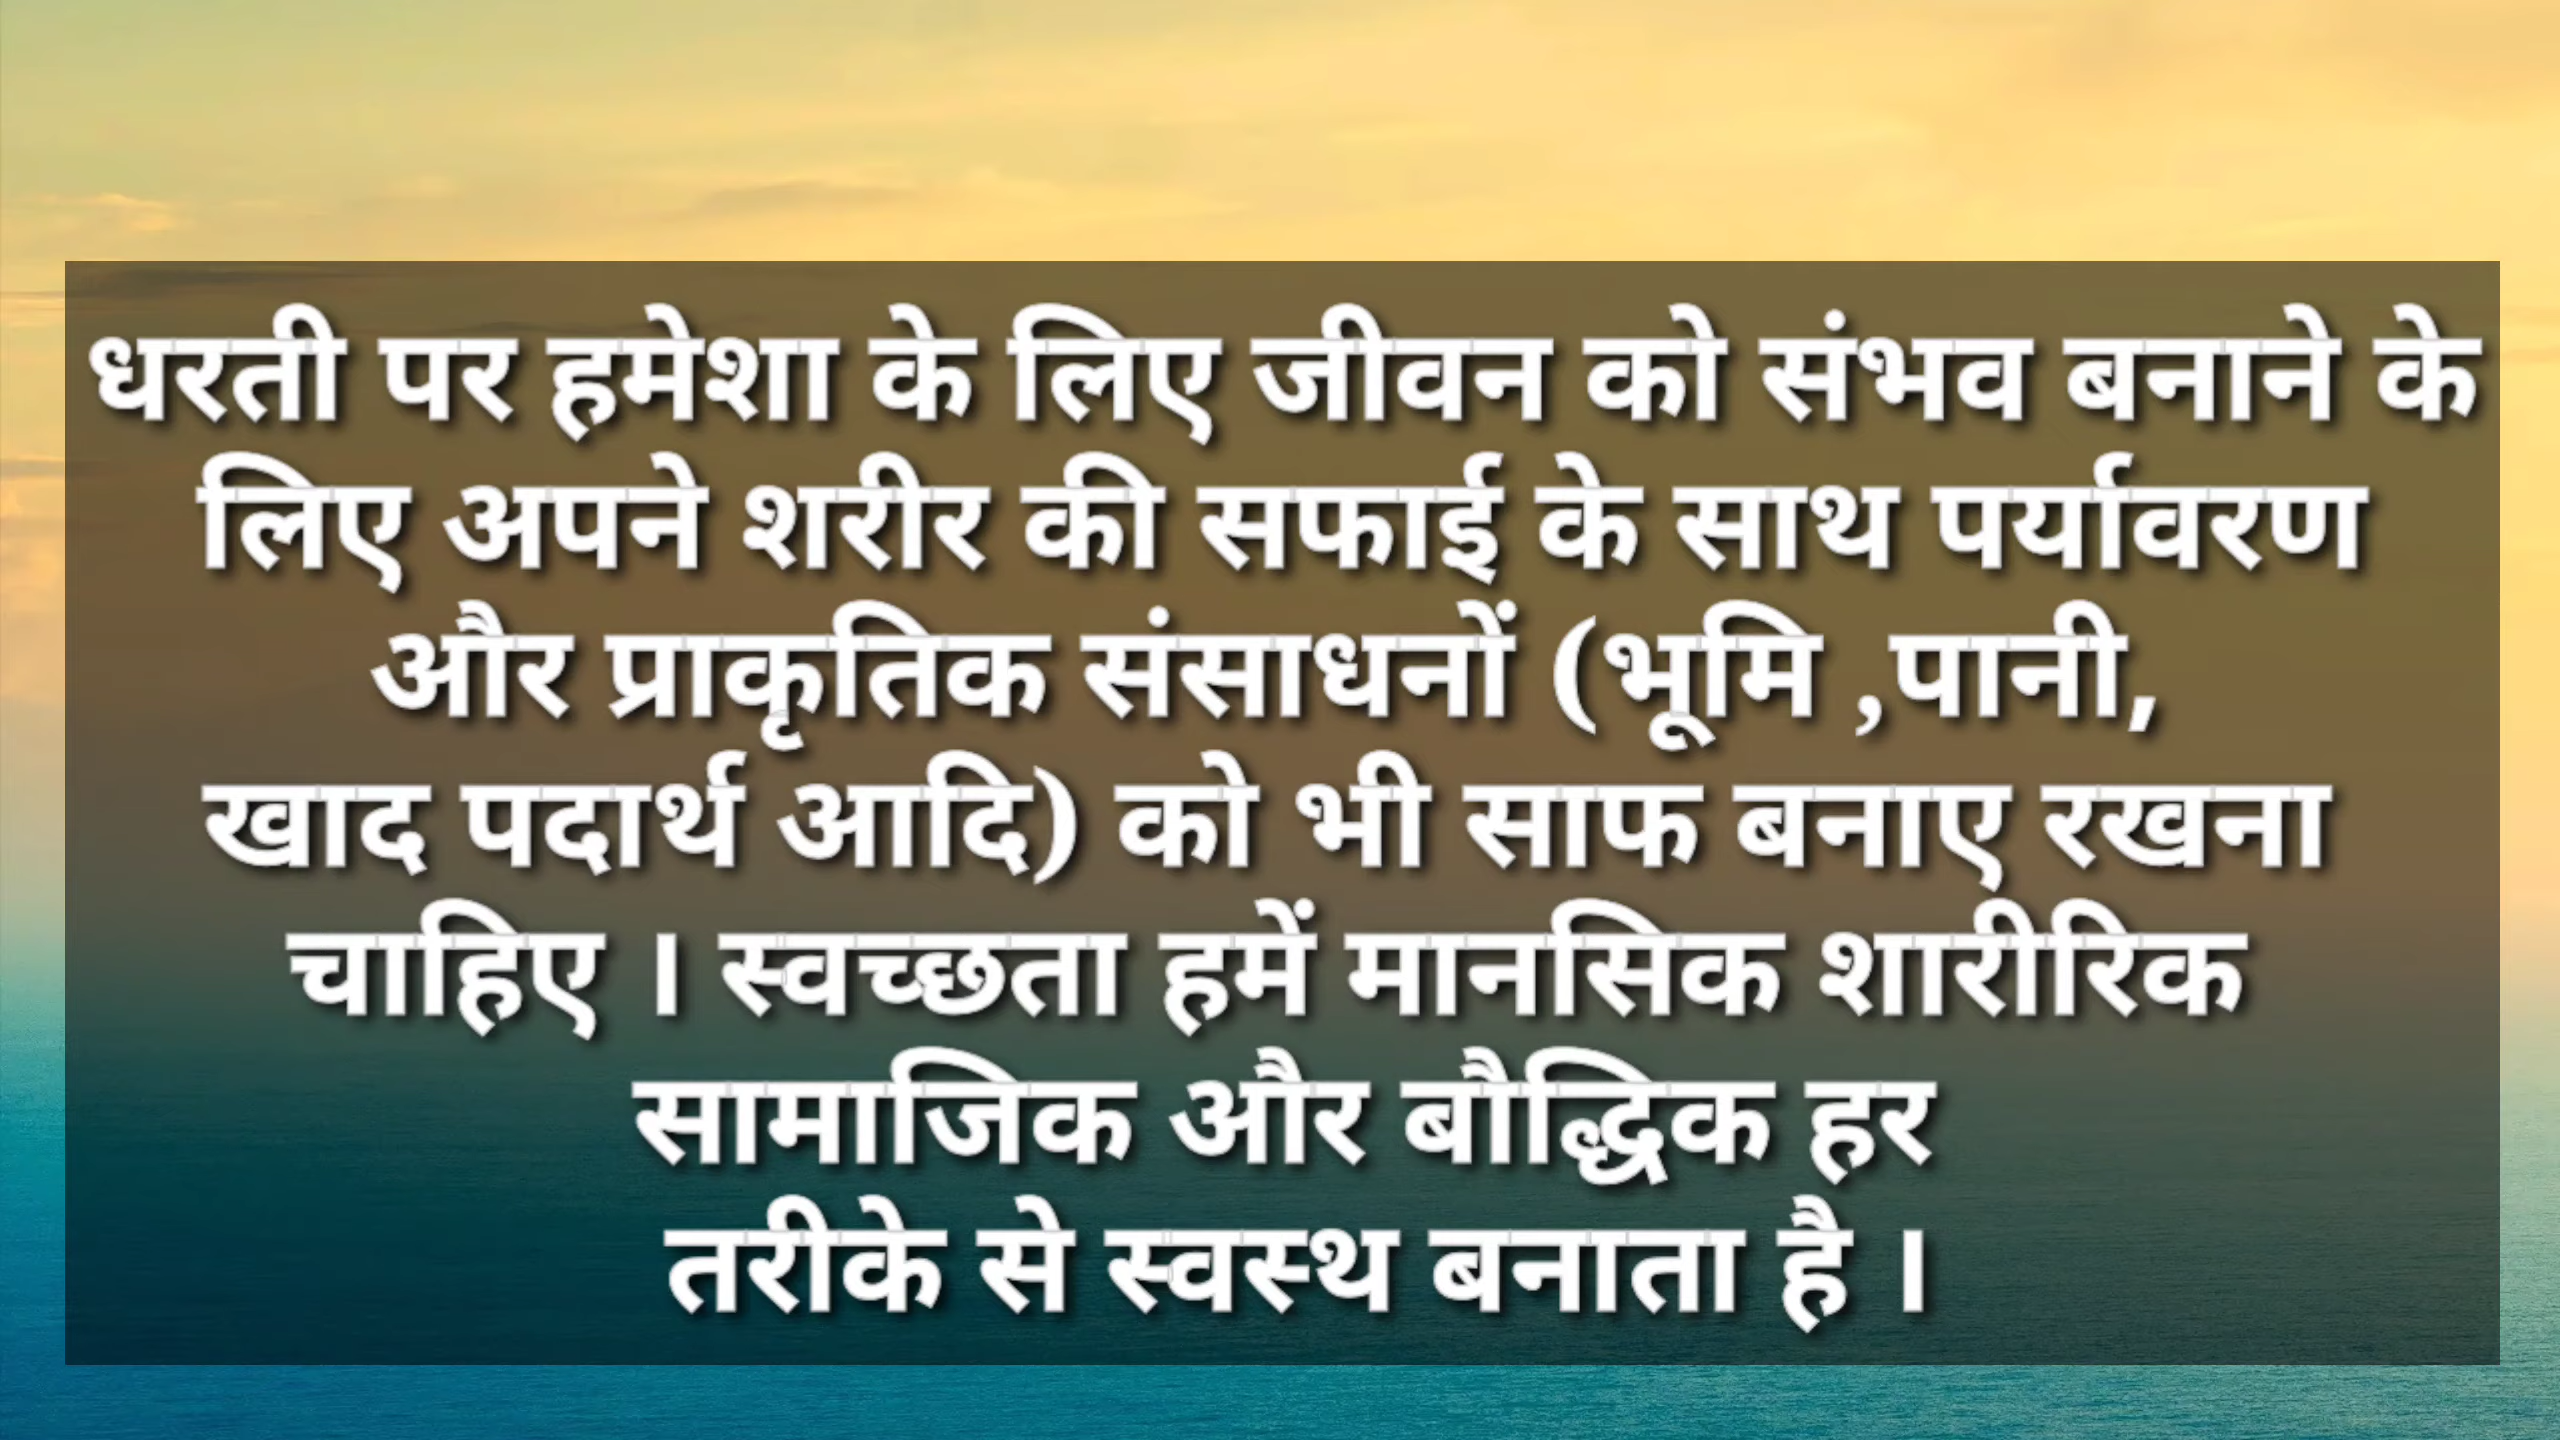 धरती पर हमेशा के लिए जीवन को संभव बनाने के
लिए अपने शरीर की सफाई के साथ पर्यावरण
और प्राकृतिक संसाधनों (भूमि ,पानी,
खाद पदार्थ आदि) को भी साफ बनाए रखना
चाहिए । स्वच्छता हमें मानसिक शारीरिक
सामाजिक और बौद्धिक हर
तरीके से स्वस्थ बनाता है ।